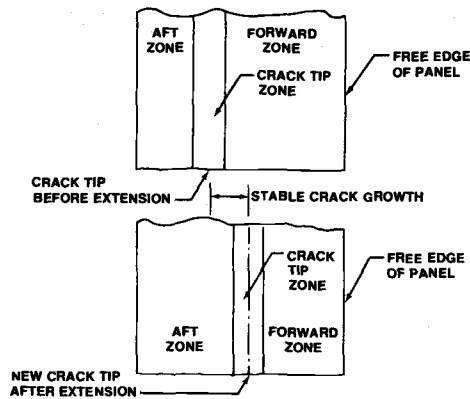 AFT
ZONE
FORWARD
ZONE
CRACK TIP
ZONE
FREE EDGE
OF PANEL
CRACK TIP
BEFORE EXTENSION
STABLE CRACK GROWTH
CRACK
TIP
ZONE
FREE EDGE
OF PANEL
AFT
ZONE
FORWARD
ZONE
NEW CRACK TIP
AFTER EXTENSION